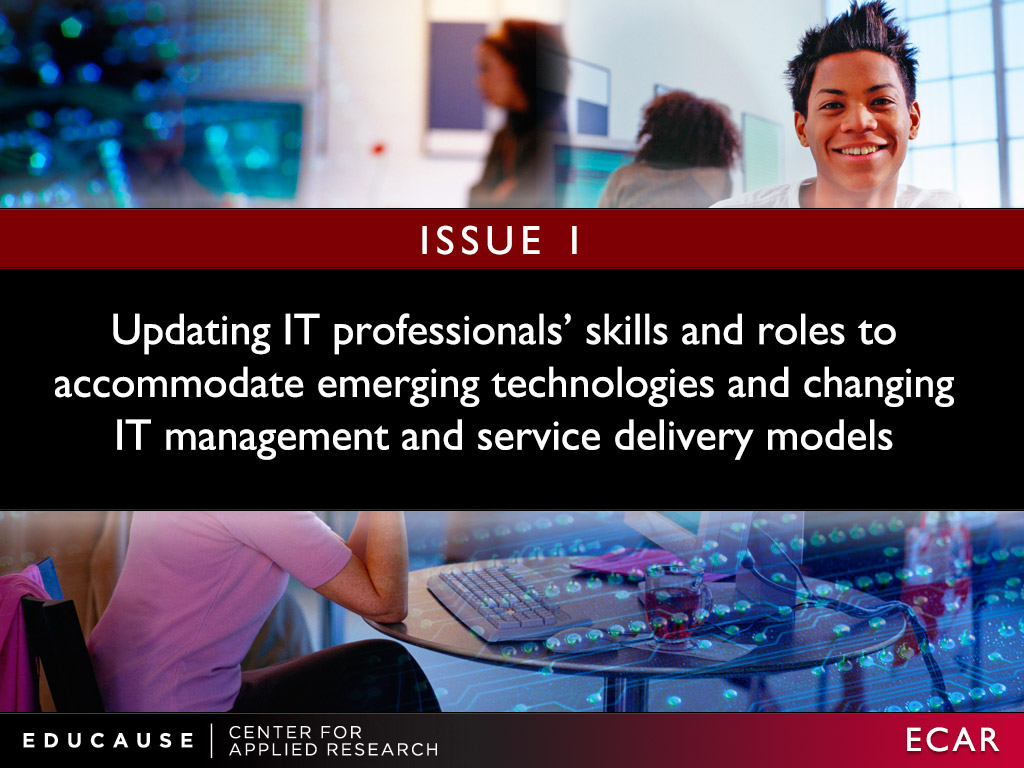 ISSUE 1
Updating IT professionals’ skills and roles to
accommodate emerging technologies and changing
IT management and service delivery models
EDUCAUSE
CENTER FOR
APPLIED RESEARCH
ECAR